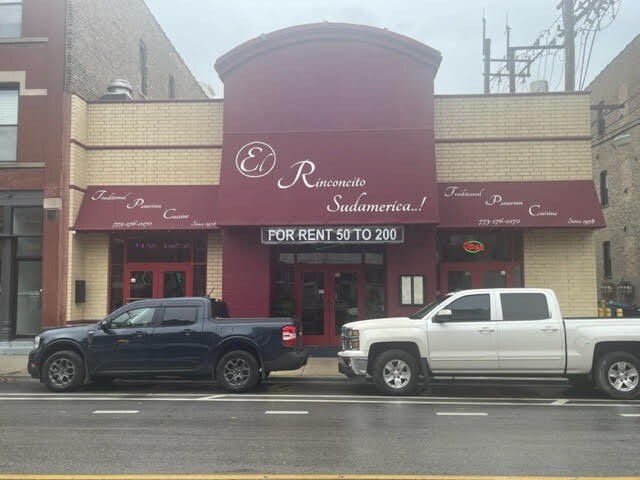 El
Rinconcito
Sudamerica..!
Traditional Peruvian Cuisine
773-276-0170 Since 1978
Traditional Peruvian Cuisine
773-276-0170 Since 1978
FOR RENT 50 TO 200
Open